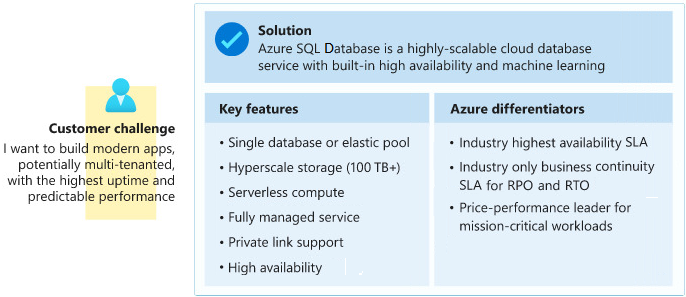 Solution
Azure SQL Database is a highly-scalable cloud database
service with built-in high availability and machine learning
Customer challenge
I want to build modern apps,
potentially multi-tenanted,
with the highest uptime and
predictable performance
Key features
• Single database or elastic pool
• Hyperscale storage (100 TB+)
• Serverless compute
• Fully managed service
• Private link support
• High availability
Azure differentiators
• Industry highest availability SLA
• Industry only business continuity
SLA for RPO and RTO
• Price-performance leader for
mission-critical workloads